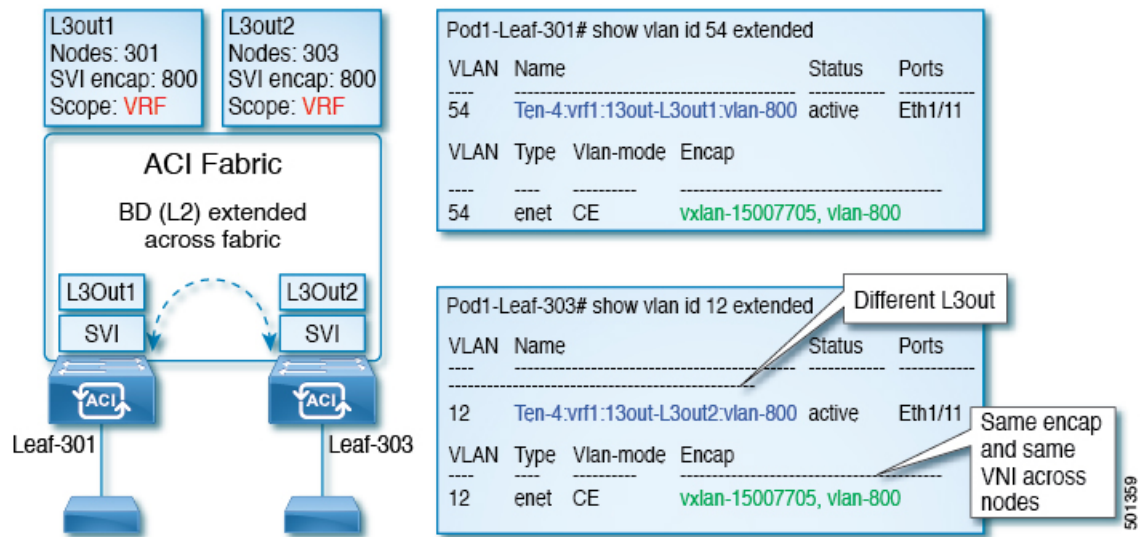 L3out1
Nodes: 301
SVI encap: 800
Scope: VRF
L3out2
Nodes: 303
SVI encap: 800
Scope: VRF
ACI Fabric
BD (L2) extended
across fabric
L3Out1
SVI
L3Out2
SVI
ACI
ACI
Leaf-301
Leaf-303
Pod1-Leaf-301# show vlan id 54 extended
VLAN Name Status Ports
---- -------------------------------- ------------ -----------
54 Ten-4:vrf1:13out-L3out1:vlan-800 active Eth1/11
VLAN Type Vlan-mode Encap
---- ---- ---------- -------------------------------
54 enet CE vxlan-15007705, vlan-800
Pod1-Leaf-303# show vlan id 12 extended
Different L3out
VLAN Name Status Ports
---- ------------ -----------
--------------------------------------------
12 Ten-4:vrf1:13out-L3out2:vlan-800 active Eth1/11
VLAN Type Vlan-mode Encap
---- ---- ---------- -------------------------------
12 enet CE vxlan-15007705, vlan-800
Same encap
and same
VNI across
nodes
501359